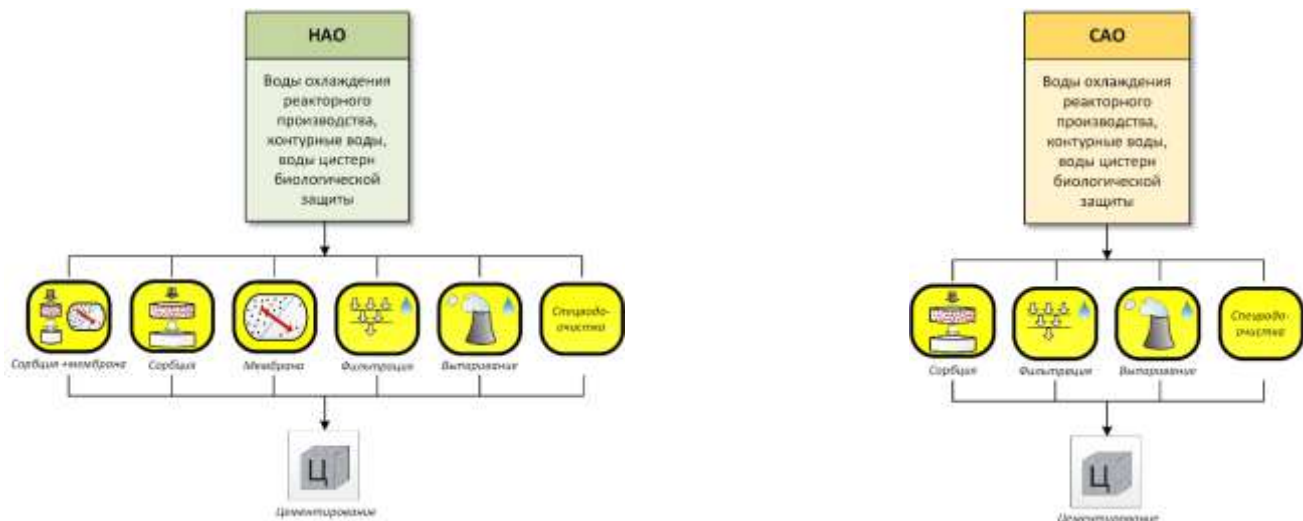 НАО
Воды охлаждения
реакторного
производства,
контурные воды,
воды цистерн
биологической
защиты
Сорбция +мембрана
Сорбция
Мембрана
Фильтрация
Выпаривание
Спецводо-
очистка
Ц
Цементирование
САО
Воды охлаждения
реакторного
производства,
контурные воды,
воды цистерн
биологической
защиты
Сорбция
Фильтрация
Выпаривание
Спецводо-
очистка
Ц
Цементирование